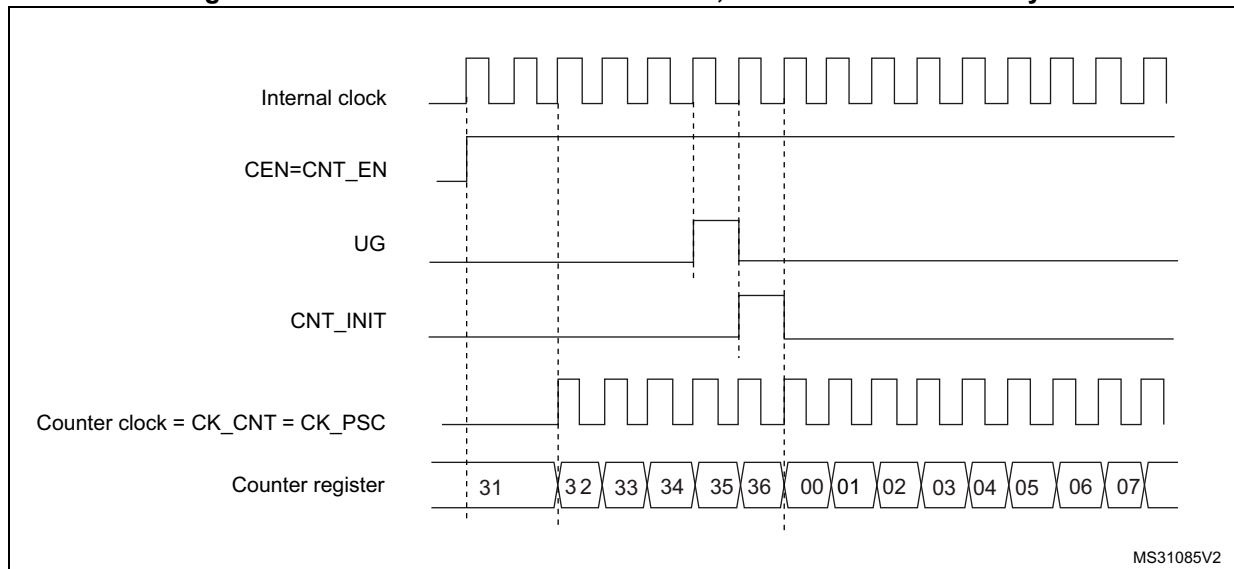 Internal clock
CEN=CNT_EN
UG
CNT_INIT
Counter clock = CK_CNT = CK_PSC
Counter register 31 32 33 34 35 36 00 01 02 03 04 05 06 07
MS31085V2